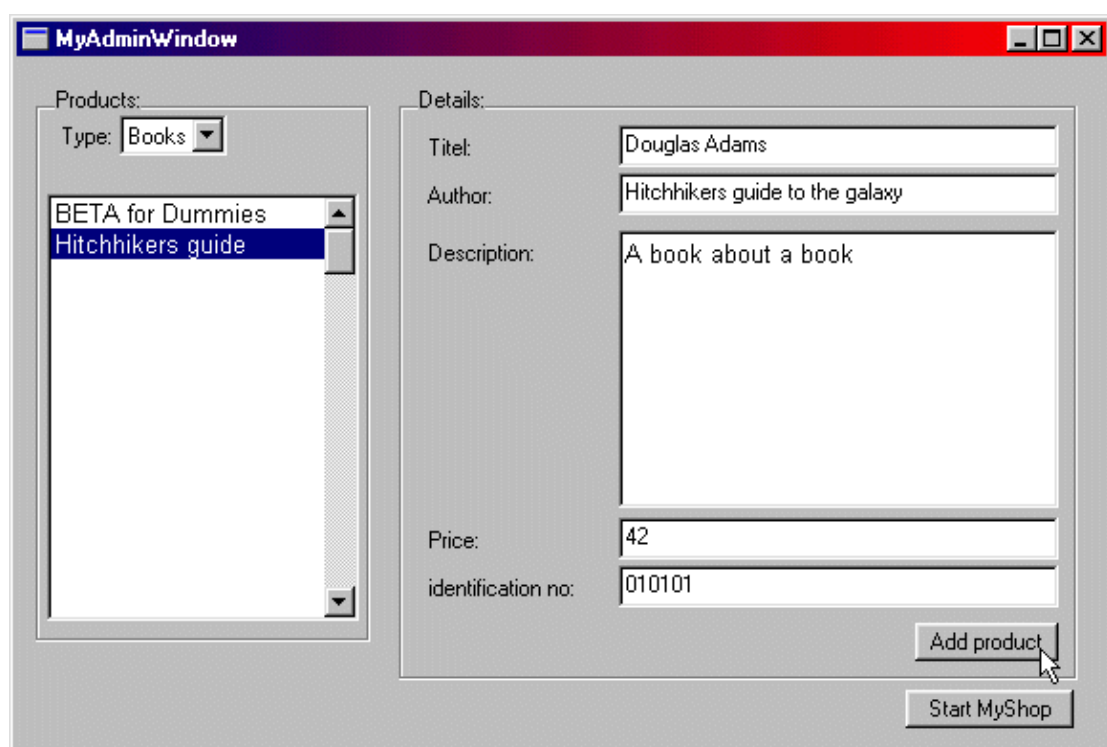 MyAdminWindow
Products:
Type: Books
BETA for Dummies
Hitchhikers guide
Details:
Titel: Douglas Adams
Author: Hitchhikers guide to the galaxy
Description: A book about a book
Price: 42
identification no: 010101
Add product
Start MyShop